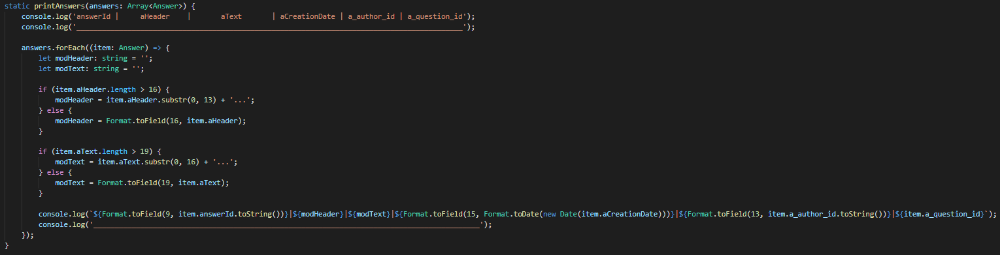 static printAnswers(answers: Array<Answer>) {
    console.log('answerId |     aHeader    |       aText       | aCreationDate | a_author_id | a_question_id');
    console.log('___________________________________________________________________________________________');

    answers.forEach((item: Answer) => {
        let modHeader: string = '';
        let modText: string = '';

        if (item.aHeader.length > 16) {
            modHeader = item.aHeader.substr(0, 13) + '...';
        } else {
            modHeader = Format.toField(16, item.aHeader);
        }

        if (item.aText.length > 19) {
            modText = item.aText.substr(0, 16) + '...';
        } else {
            modText = Format.toField(19, item.aText);
        }

        console.log(`${Format.toField(9, item.answerId.toString())}|${modHeader}|${modText}|${Format.toField(15, Format.toDate(new Date(item.aCreationDate)))}|${Format.toField(13, item.a_author_id.toString())}|${item.a_question_id}`);
        console.log('___________________________________________________________________________________________');
    });
}